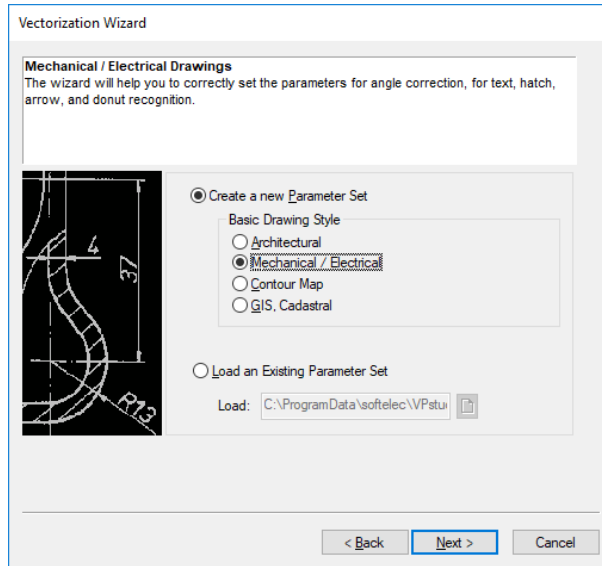 Vectorization Wizard
Mechanical / Electrical Drawings
The wizard will help you to correctly set the parameters for angle correction, for text, hatch,
arrow, and donut recognition.
Create a new Parameter Set
Basic Drawing Style
Architectural
Mechanical / Electrical
Contour Map
GIS, Cadastral
4
37
R13
Load an Existing Parameter Set
Load: C:\ProgramData\softelec\VPstu
< Back Next > Cancel